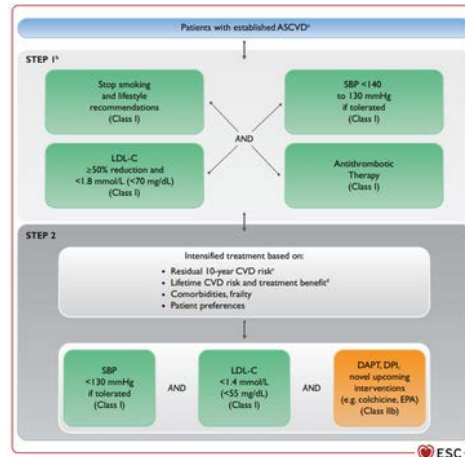 Patients with established ASCVDᵃ
STEP 1ᵇ
Stop smoking
and lifestyle
recommendations
(Class I)
SBP <140
to 130 mmHg
if tolerated
(Class I)
AND
LDL-C
≥50% reduction and
<1.8 mmol/L (<70 mg/dL)
(Class I)
Antithrombotic
Therapy
(Class I)
STEP 2
Intensified treatment based on:
• Residual 10-year CVD riskᶜ
• Lifetime CVD risk and treatment benefitᵈ
• Comorbidities, frailty
• Patient preferences
SBP
<130 mmHg
if tolerated
(Class I)
AND
LDL-C
<1.4 mmol/L
(<55 mg/dL)
(Class I)
AND
DAPT, DPI,
novel upcoming
interventions
(e.g. colchicine, EPA)
(Class IIb)
ESC